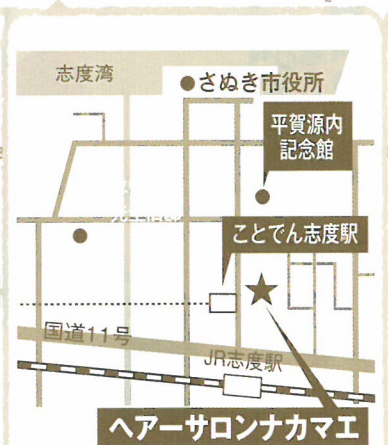 志度湾
さぬき市役所
平賀源内
記念館
ことでん志度駅
国道11号
JR志度駅
ヘアーサロンナカマエ